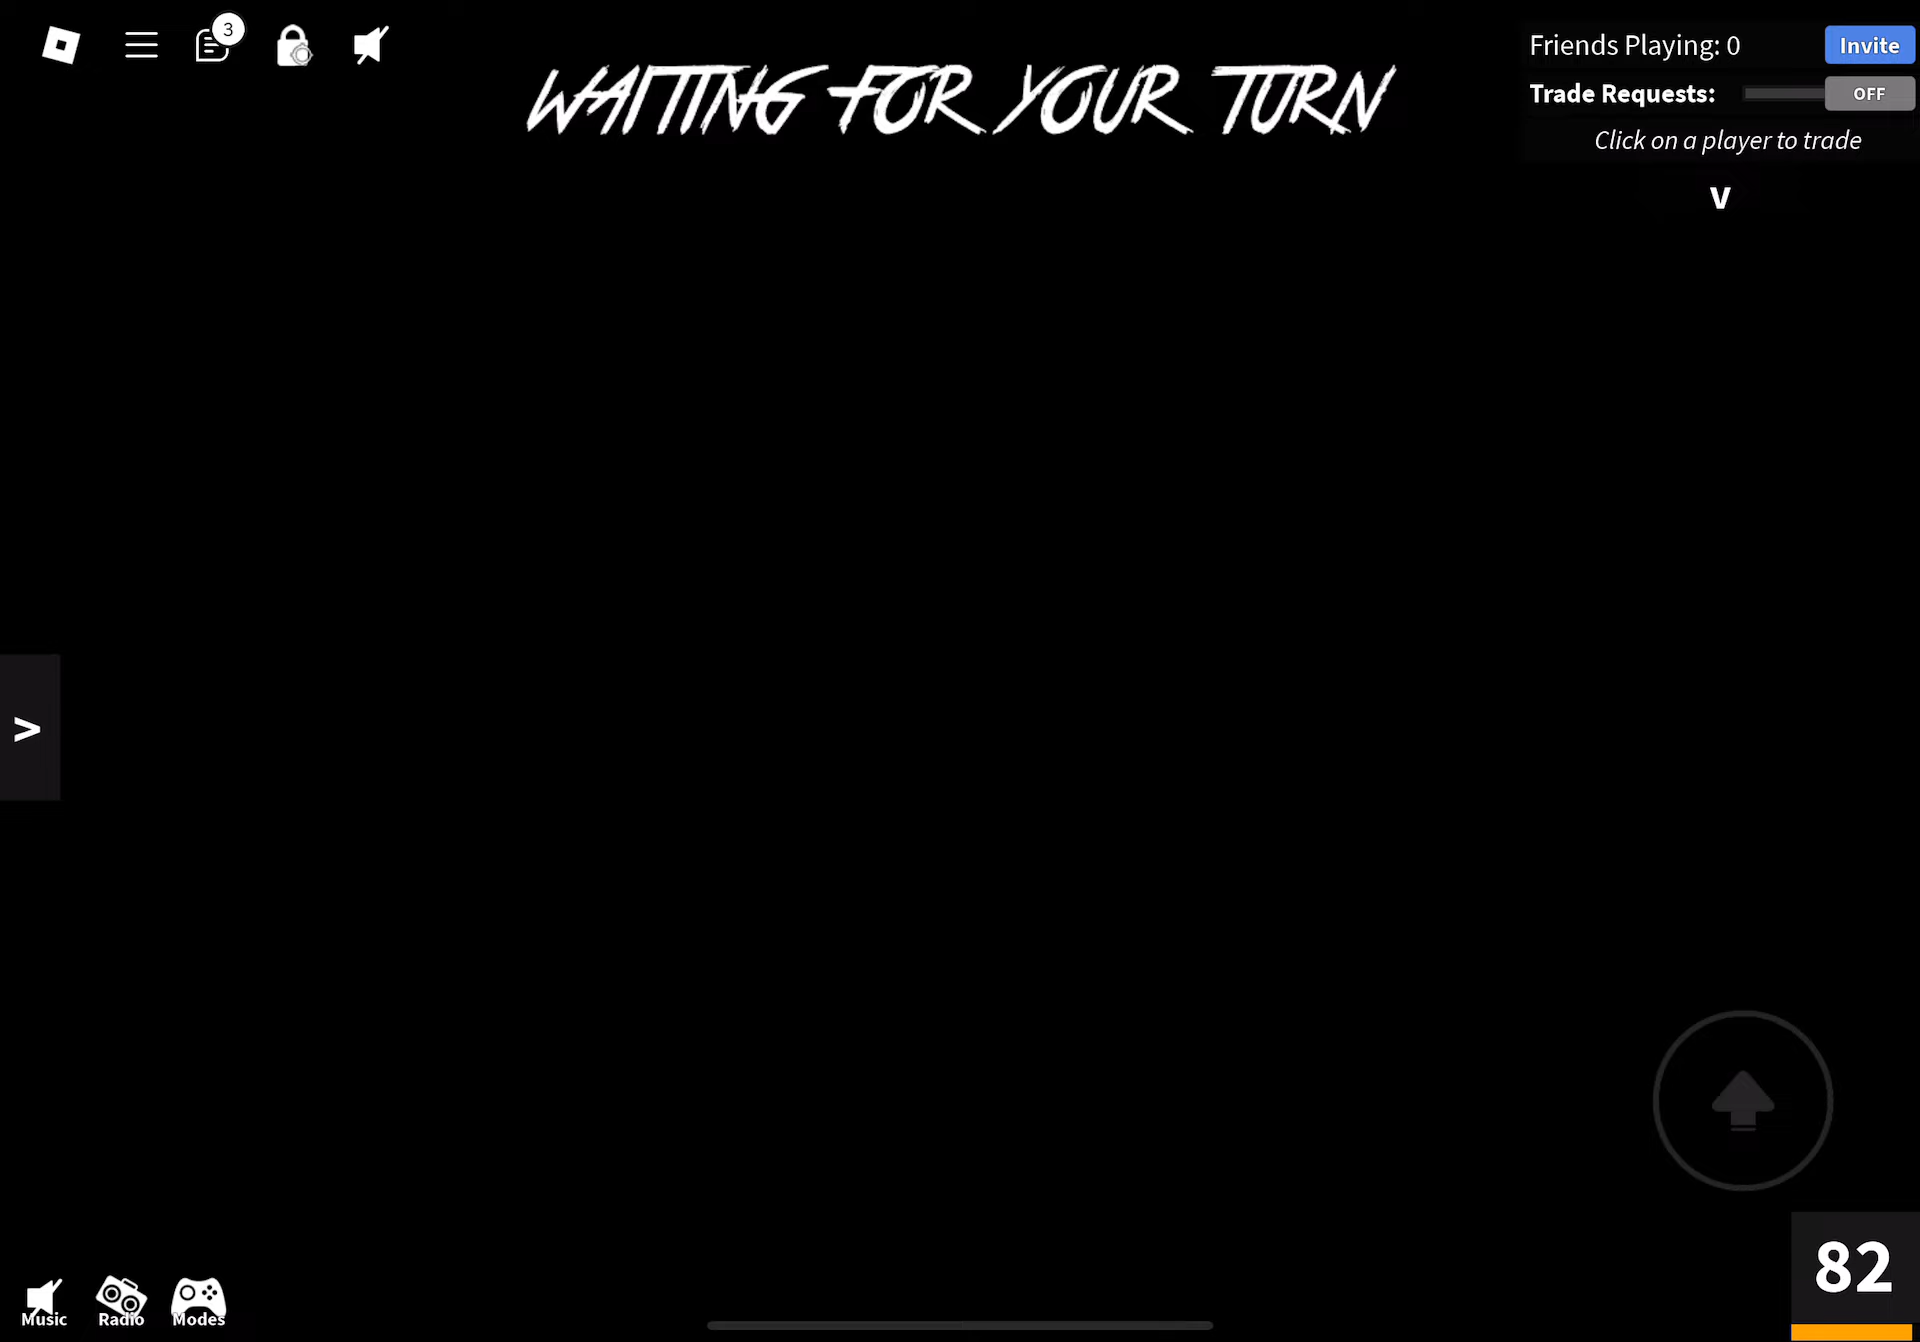 3
WAITING FOR YOUR TURN
Friends Playing: 0
Invite
Trade Requests:
OFF
Click on a player to trade
v
>
82
Music
Radio
Modes